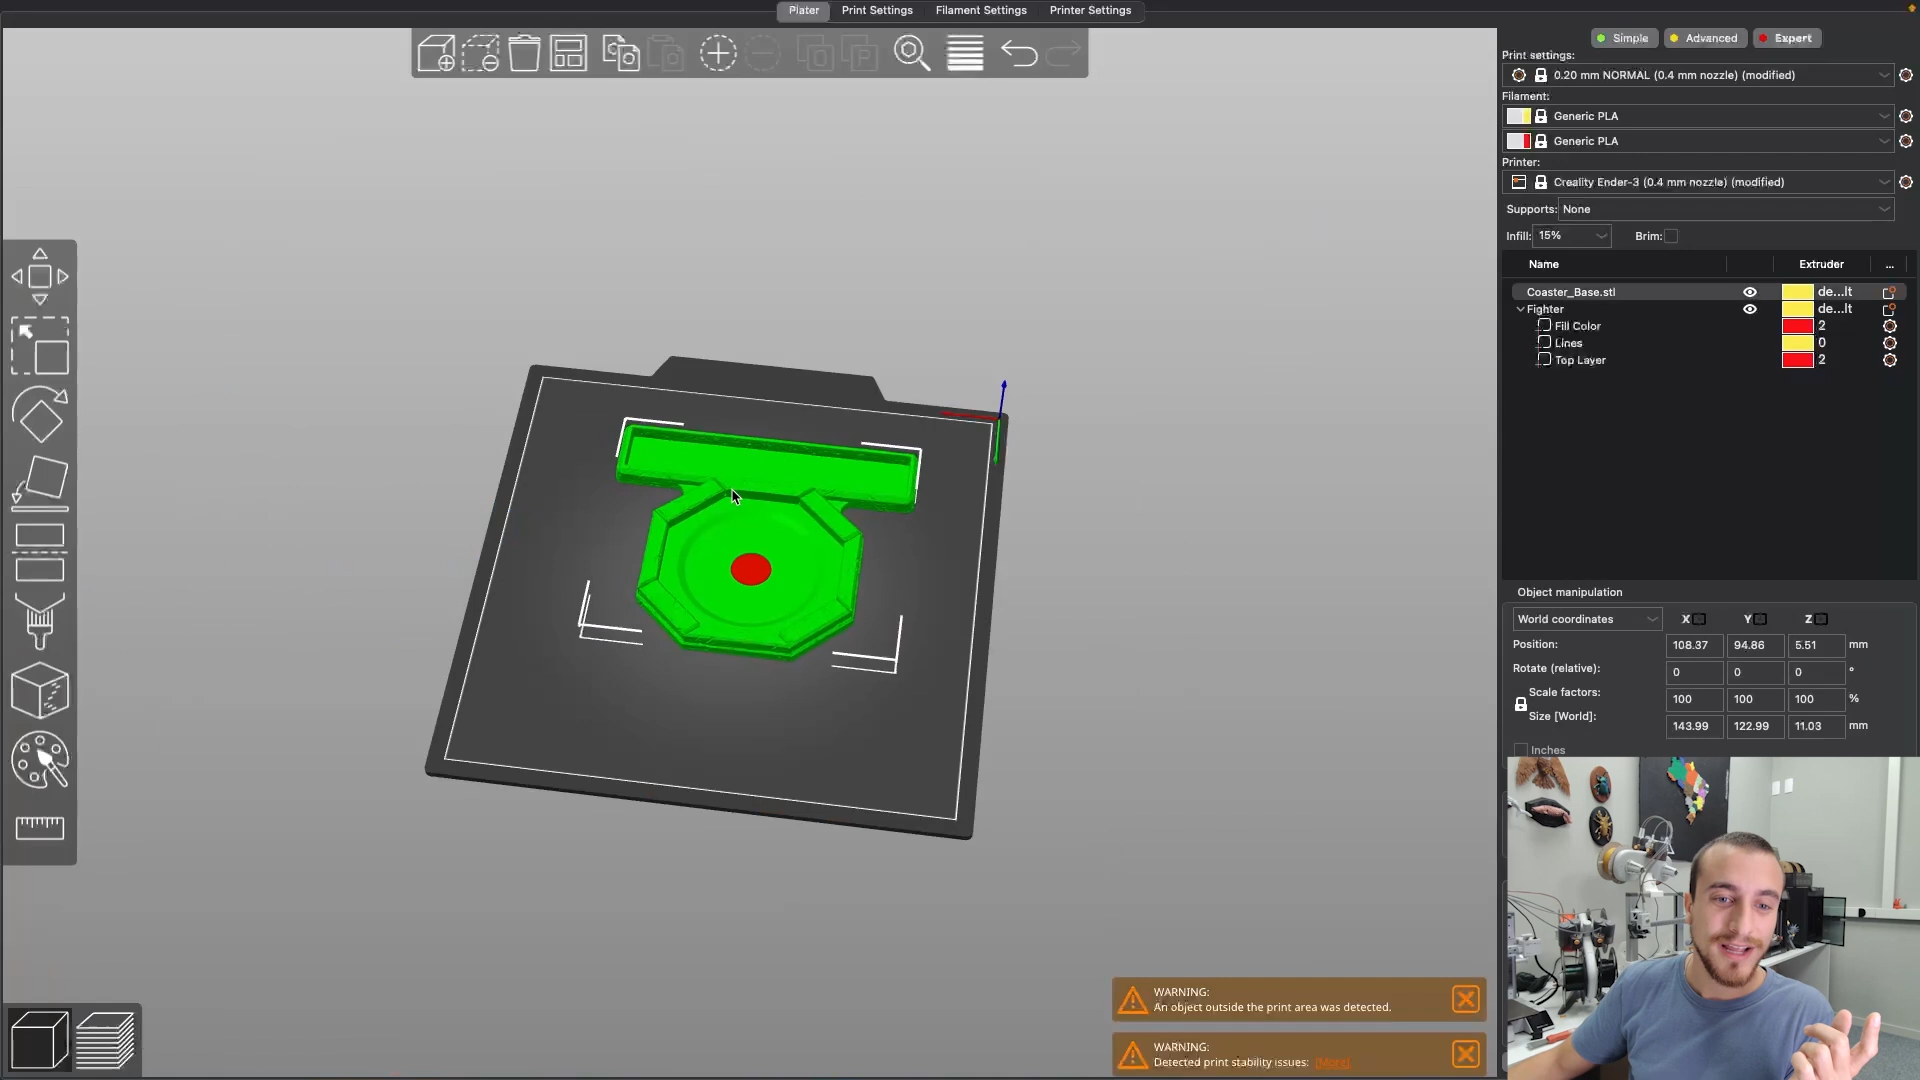 Plater
Print Settings
Filament Settings
Printer Settings
Simple
Advanced
Expert
Print settings:
0.20 mm NORMAL (0.4 mm nozzle) (modified)
Filament:
Generic PLA
Generic PLA
Printer:
Creality Ender-3 (0.4 mm nozzle) (modified)
Supports: None
Infill: 15% Brim:
Name Extruder ...
Coaster_Base.stl de...lt
Fighter de...lt
Fill Color 2
Lines 0
Top Layer 2
Object manipulation
World coordinates X Y Z
Position: 108.37 94.86 5.51 mm
Rotate (relative): 0 0 0 °
Scale factors: 100 100 100 %
Size [World]: 143.99 122.99 11.03 mm
Inches
WARNING:
An object outside the print area was detected.
WARNING:
Detected print stability issues: (More)